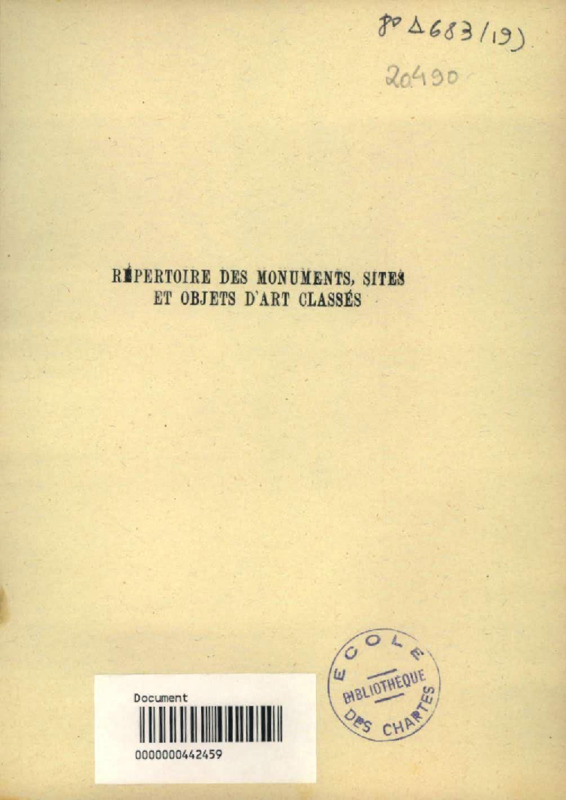 8° Δ 683 / 19)
20490
RÉPERTOIRE DES MONUMENTS, SITES
ET OBJETS D'ART CLASSÉS
ECOLE
BIBLIOTHÈQUE
DES CHARTES
Document
0000000442459